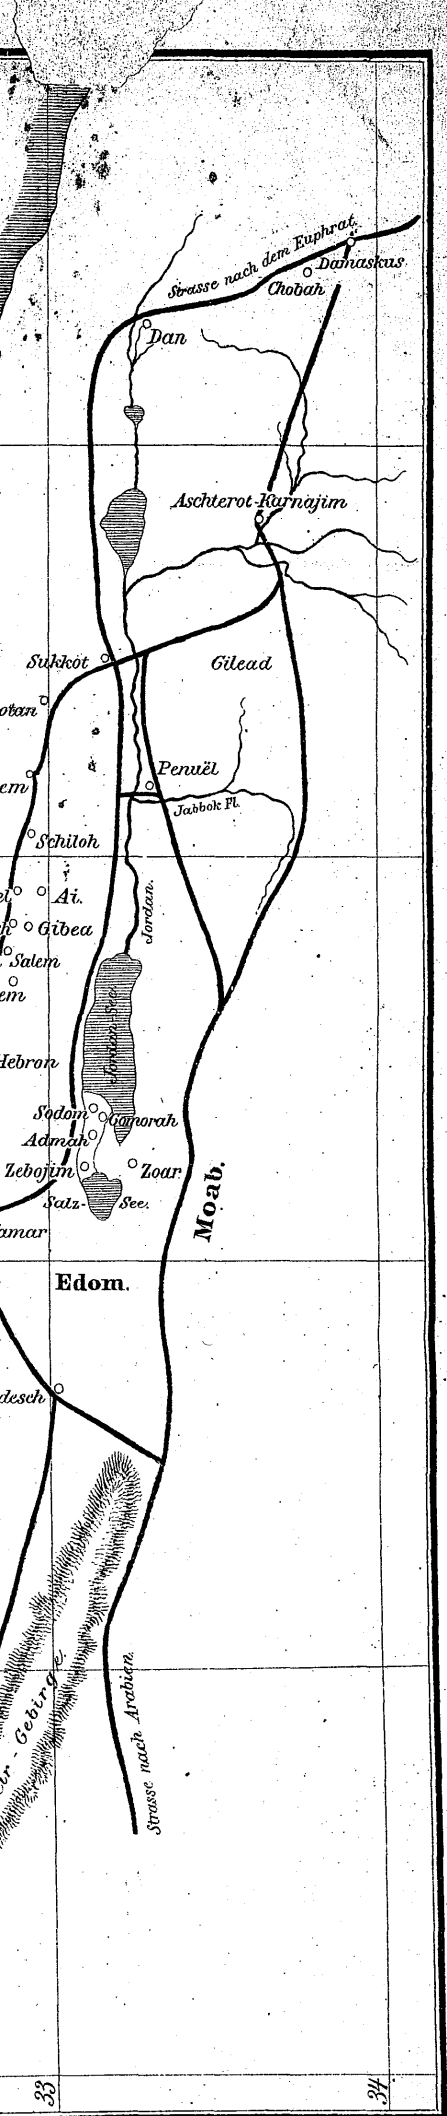 Strasse nach dem Euphrat.
Damaskus
Chobah
Dan
Aschterot-Karnajim
Sukkot
Gilead
otan
Penuël
em
Jabbok Fl.
Schiloh
el
Ai.
Jordan.
h
Gibea
Salem
em
Jordan-See
Hebron
Sodom
Gomorah
Admah
Zebojim
Zoar
Salz-See.
Moab.
amar
Edom.
desch
ir-Gebirge.
Strasse nach Arabien
33
34